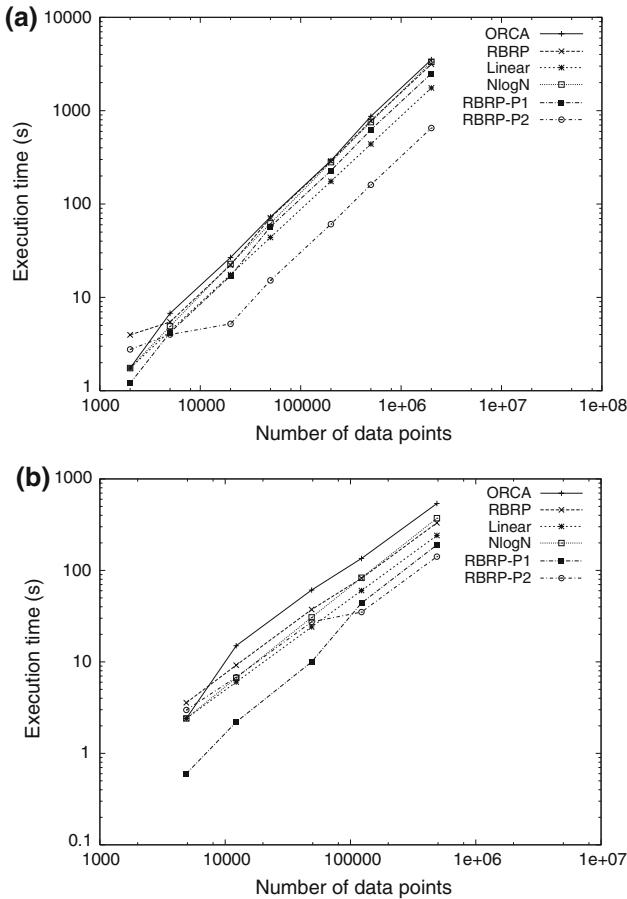 (a)
10000
1000
100
10
1
Execution time (s)
ORCA
RBRP
Linear
NlogN
RBRP-P1
RBRP-P2
1000 10000 100000 1e+06 1e+07 1e+08
Number of data points
(b)
1000
100
10
1
0.1
Execution time (s)
ORCA
RBRP
Linear
NlogN
RBRP-P1
RBRP-P2
1000 10000 100000 1e+06 1e+07
Number of data points